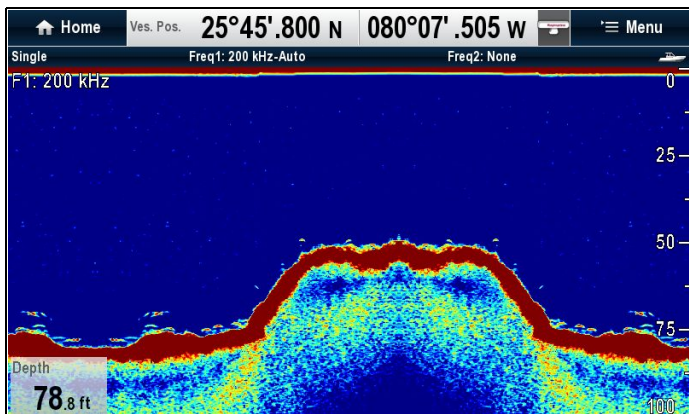 Home Ves. Pos. 25°45'.800 N 080°07'.505 W Menu
Single Freq1: 200 kHz-Auto Freq2: None
F1: 200 kHz
0
25
50
75
100
Depth
78.8 ft